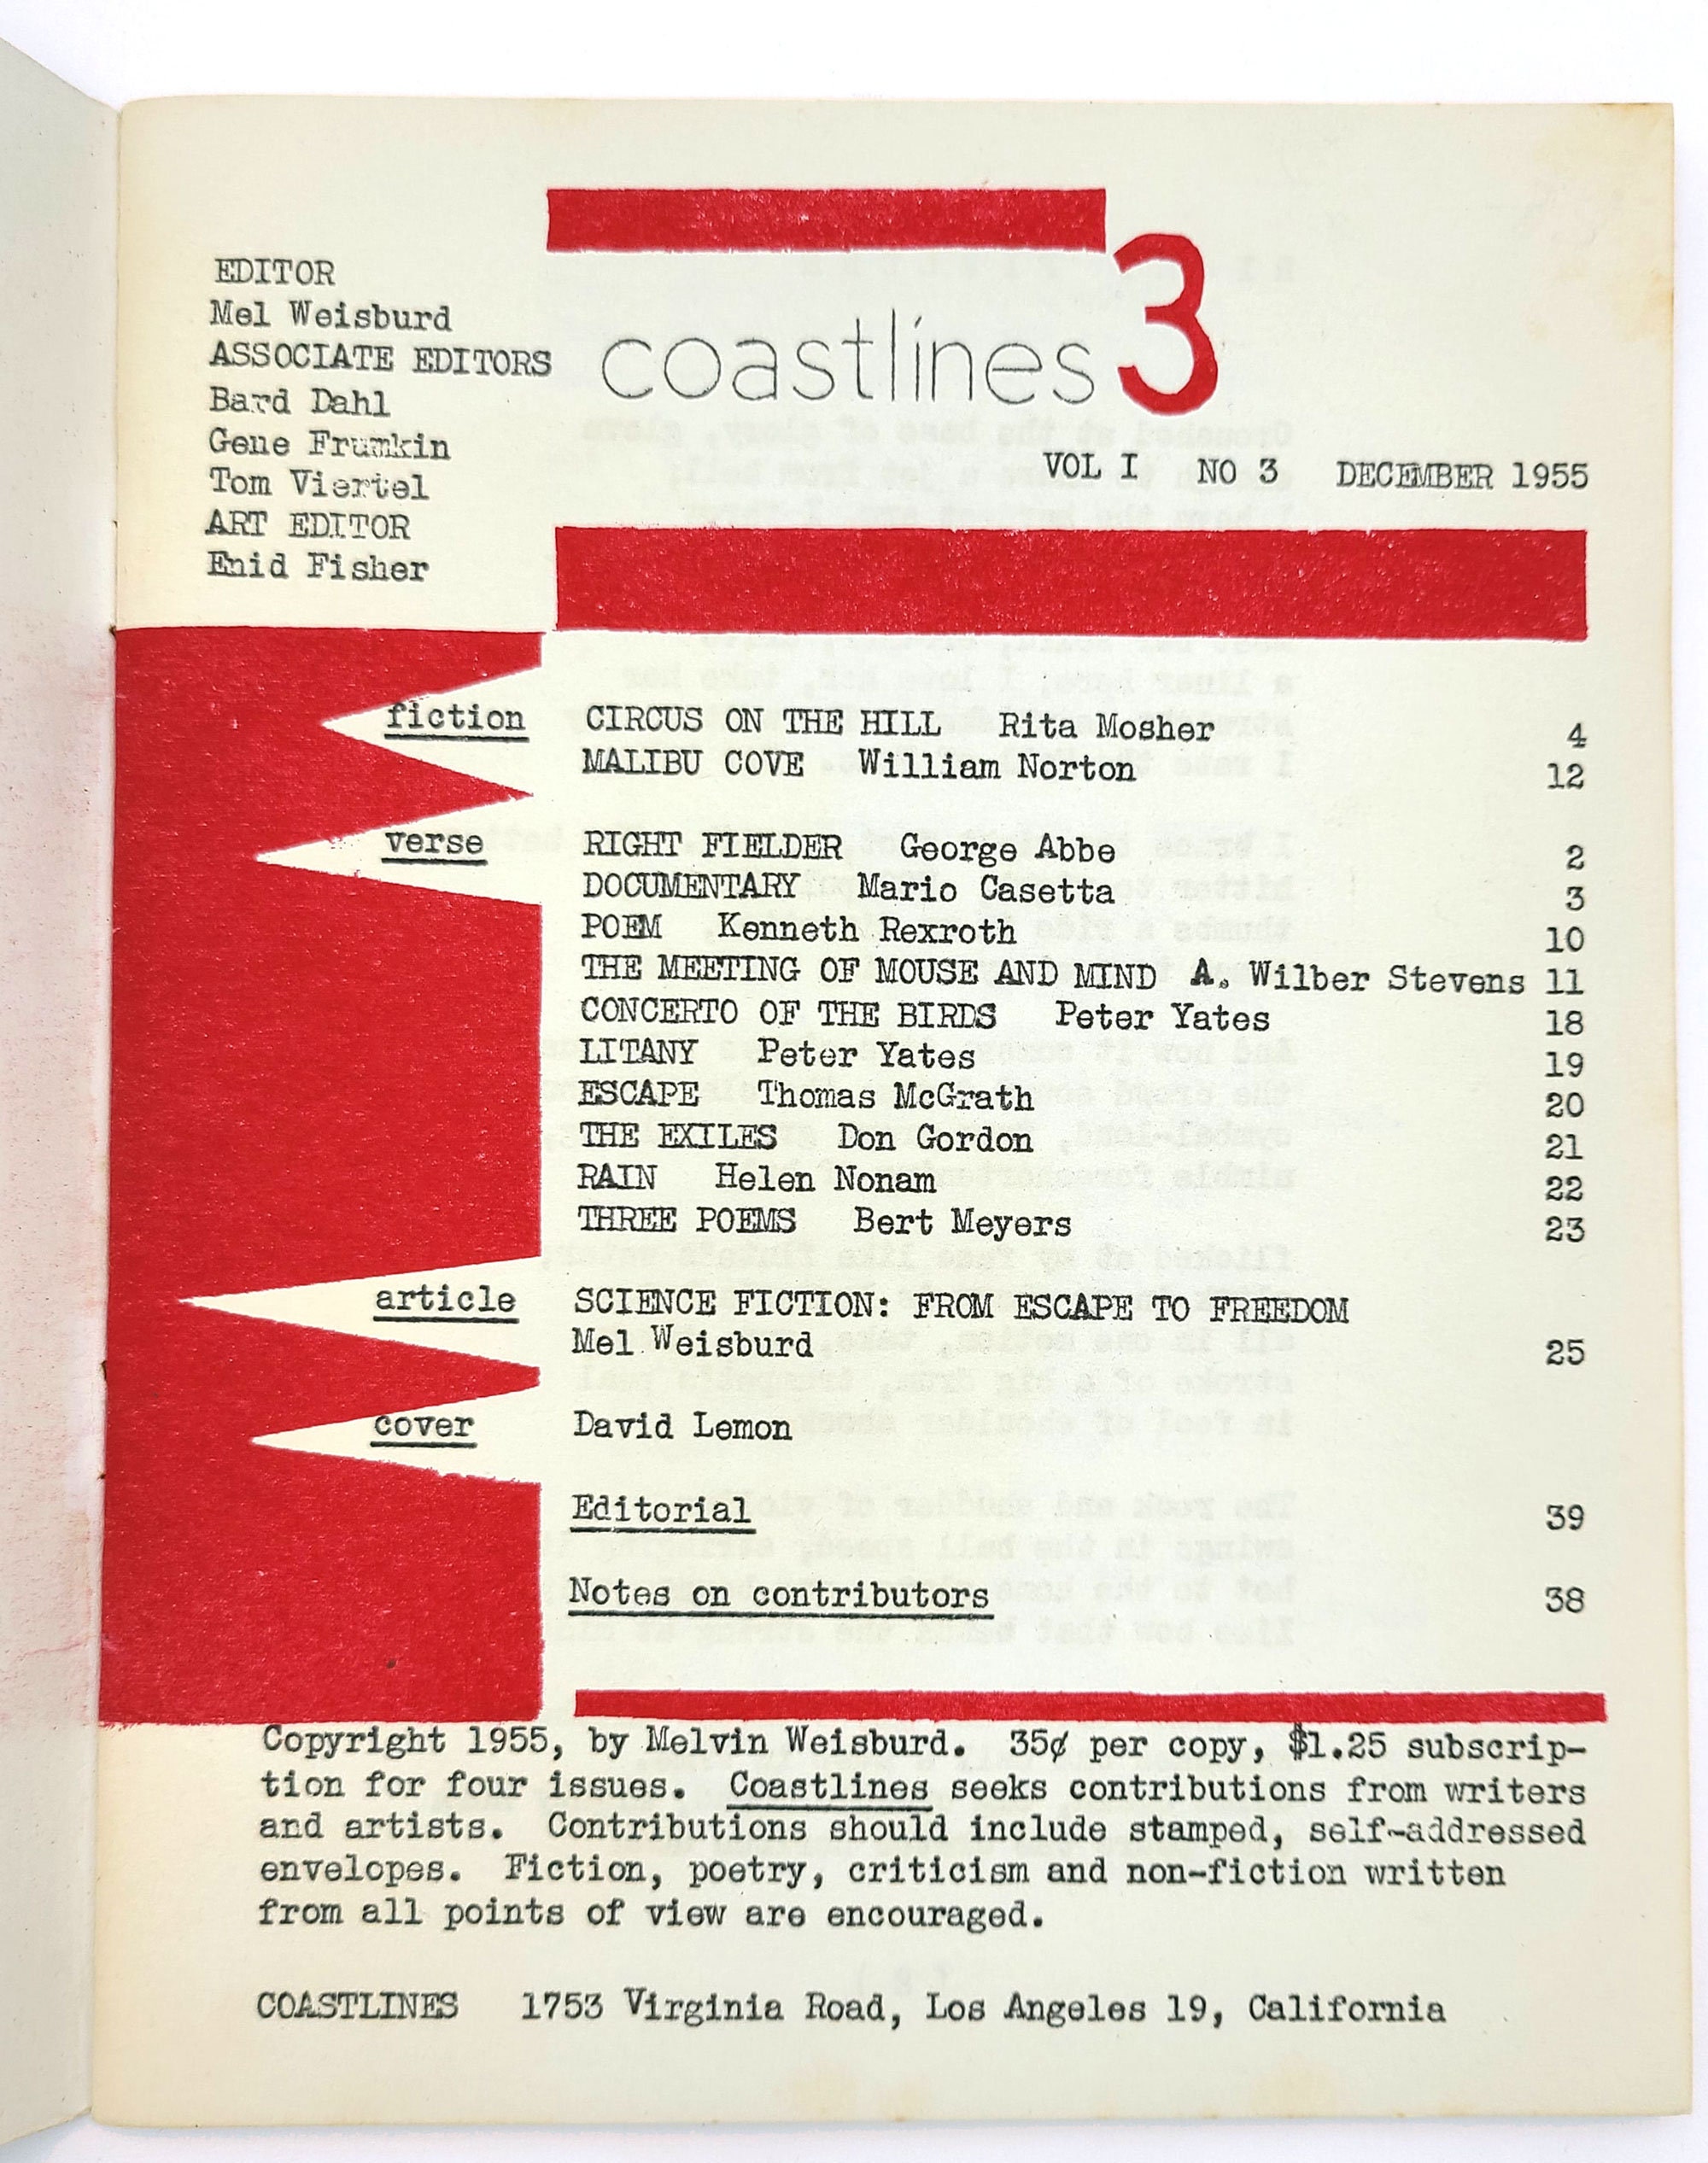 EDITOR
Mel Weisburd
ASSOCIATE EDITORS
Bard Dahl
Gene Frumkin
Tom Viertel
ART EDITOR
Enid Fisher
coastlines 3
VOL I NO 3 DECEMBER 1955
fiction CIRCUS ON THE HILL Rita Mosher 4
MALIBU COVE William Norton 12
verse RIGHT FIELDER George Abbe 2
DOCUMENTARY Mario Casetta 3
POEM Kenneth Rexroth 10
THE MEETING OF MOUSE AND MIND A. Wilber Stevens 11
CONCERTO OF THE BIRDS Peter Yates 18
LITANY Peter Yates 19
ESCAPE Thomas McGrath 20
THE EXILES Don Gordon 21
RAIN Helen Nonam 22
THREE POEMS Bert Meyers 23
article SCIENCE FICTION: FROM ESCAPE TO FREEDOM
Mel Weisburd 25
cover David Lemon
Editorial 39
Notes on contributors 38
Copyright 1955, by Melvin Weisburd. 35¢ per copy, $1.25 subscrip-
tion for four issues. Coastlines seeks contributions from writers
and artists. Contributions should include stamped, self-addressed
envelopes. Fiction, poetry, criticism and non-fiction written
from all points of view are encouraged.
COASTLINES 1753 Virginia Road, Los Angeles 19, California